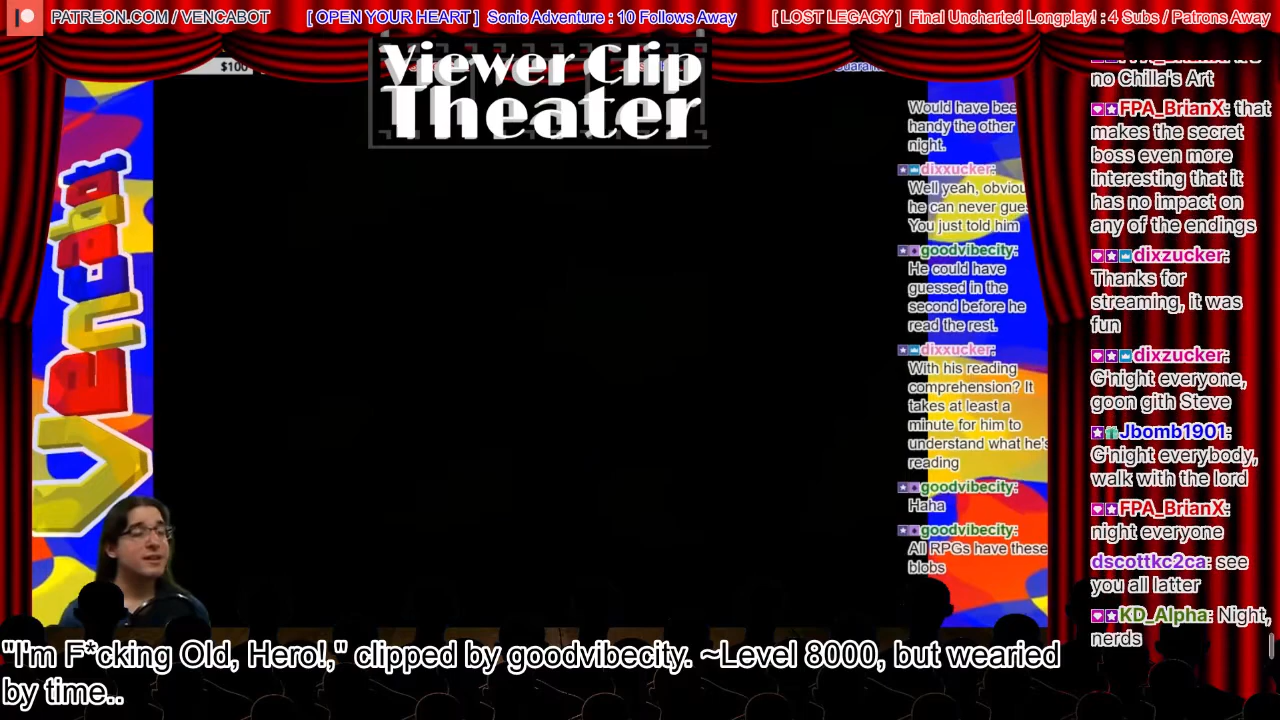 PATREON.COM / VENCABOT
[ OPEN YOUR HEART ] Sonic Adventure : 10 Follows Away
[ LOST LEGACY ] Final Uncharted Longplay! : 4 Subs / Patrons Away
$100
Viewer Clip
Theater
Would have bee
handy the other
night.
dixxucker:
Well yeah, obviou
he can never gues
You just told him
goodvibecity:
He could have
guessed in the
second before he
read the rest.
dixxucker:
With his reading
comprehension? It
takes at least a
minute for him to
understand what he's
reading
goodvibecity:
Haha
goodvibecity:
All RPGs have these
blobs
no Chilla's Art
FPA_BrianX: that
makes the secret
boss even more
interesting that it
has no impact on
any of the endings
dixzucker:
Thanks for
streaming, it was
fun
dixzucker:
G'night everyone,
goon gith Steve
Jbomb1901:
G'night everybody,
walk with the lord
FPA_BrianX:
night everyone
dscottkc2ca: see
you all latter
KD_Alpha: Night,
nerds
"I'm F*cking Old, Hero!," clipped by goodvibecity. ~Level 8000, but wearied
by time..